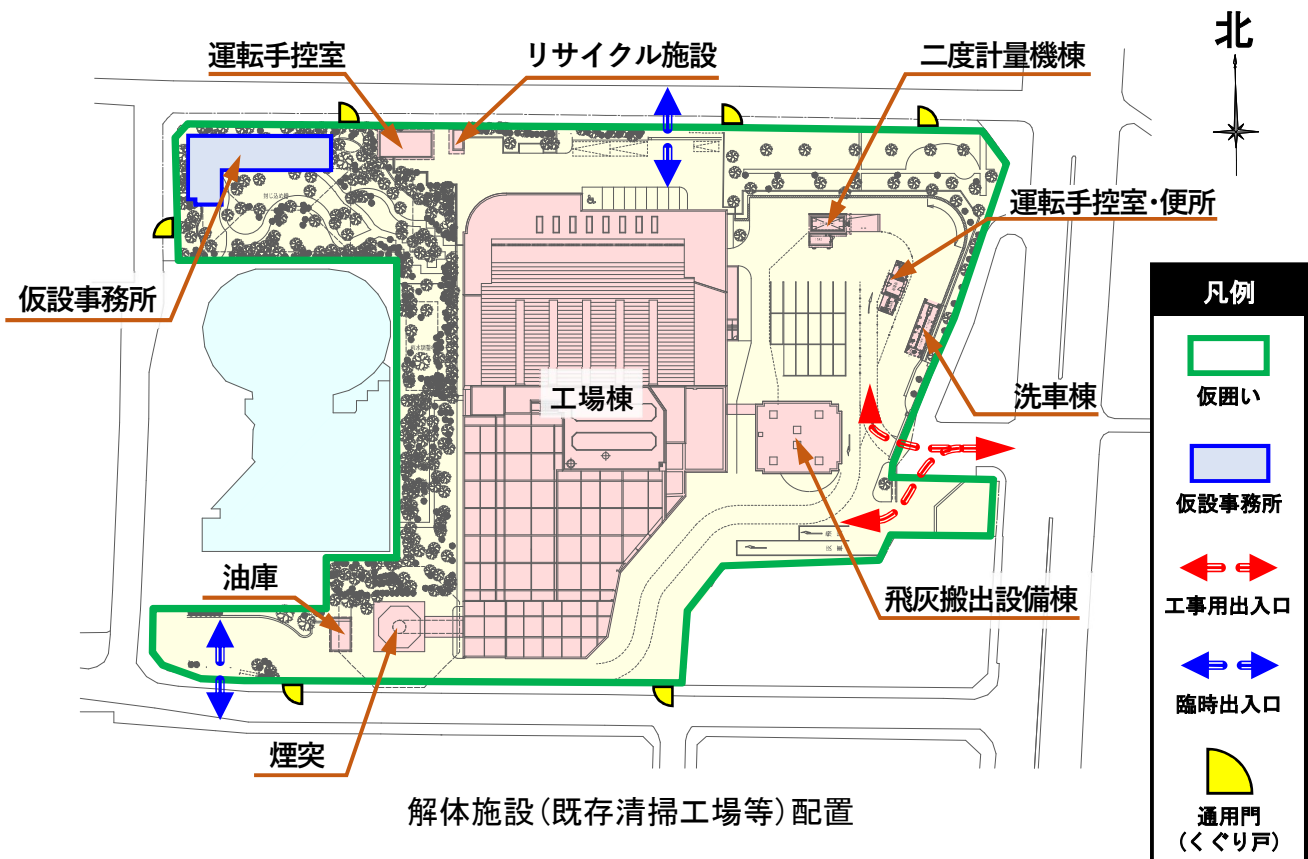 北
運転手控室
リサイクル施設
二度計量機棟
運転手控室・便所
仮設事務所
工場棟
洗車棟
油庫
飛灰搬出設備棟
煙突
解体施設(既存清掃工場等)配置
凡例
仮囲い
仮設事務所
工事用出入口
臨時出入口
通用門
(くぐり戸)